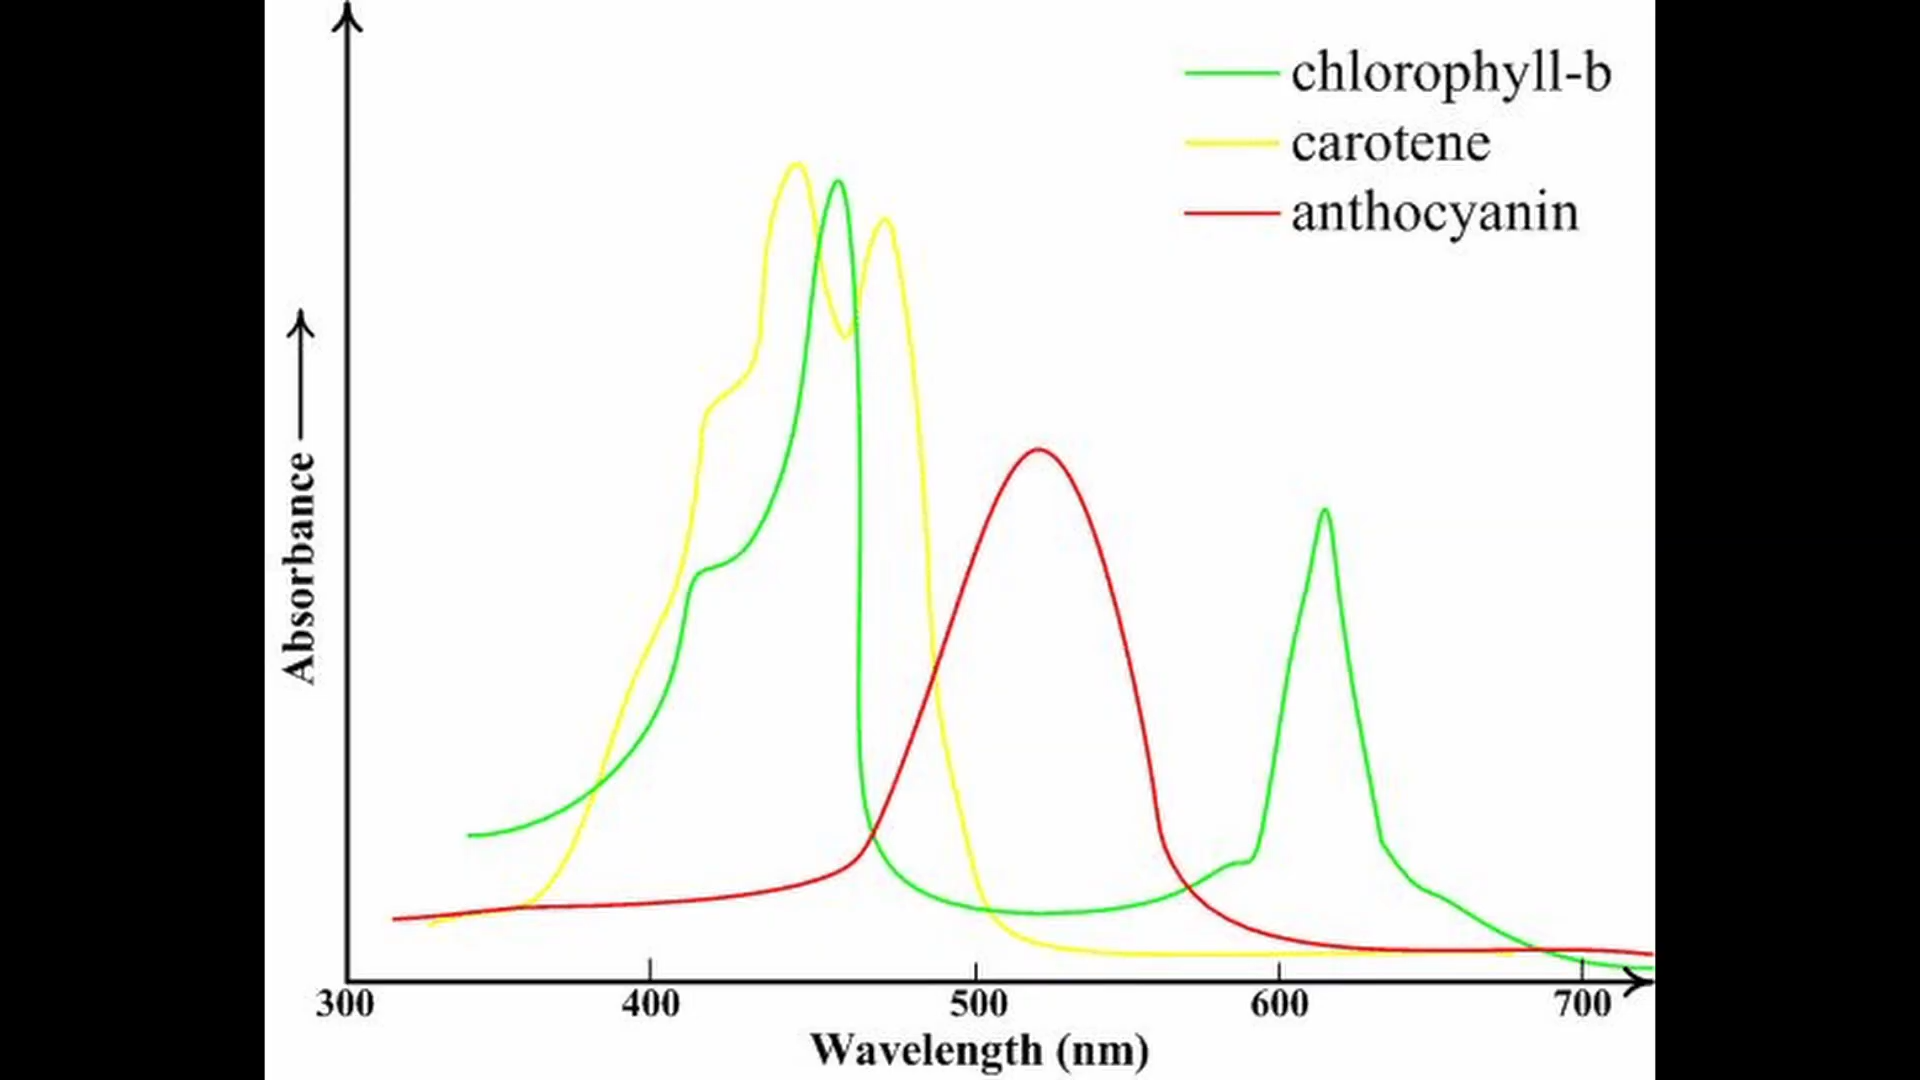 chlorophyll-b
carotene
anthocyanin
Absorbance
300 400 500 600 700
Wavelength (nm)